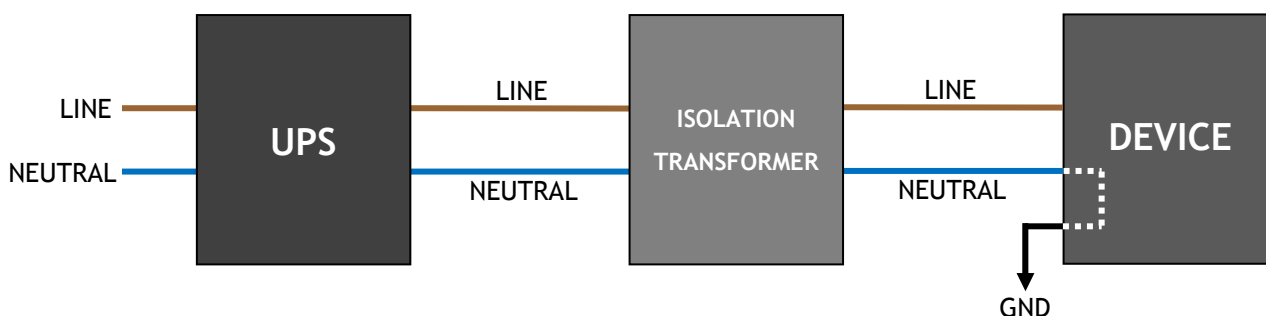 LINE
NEUTRAL
UPS
LINE
NEUTRAL
ISOLATION
TRANSFORMER
LINE
NEUTRAL
DEVICE
GND